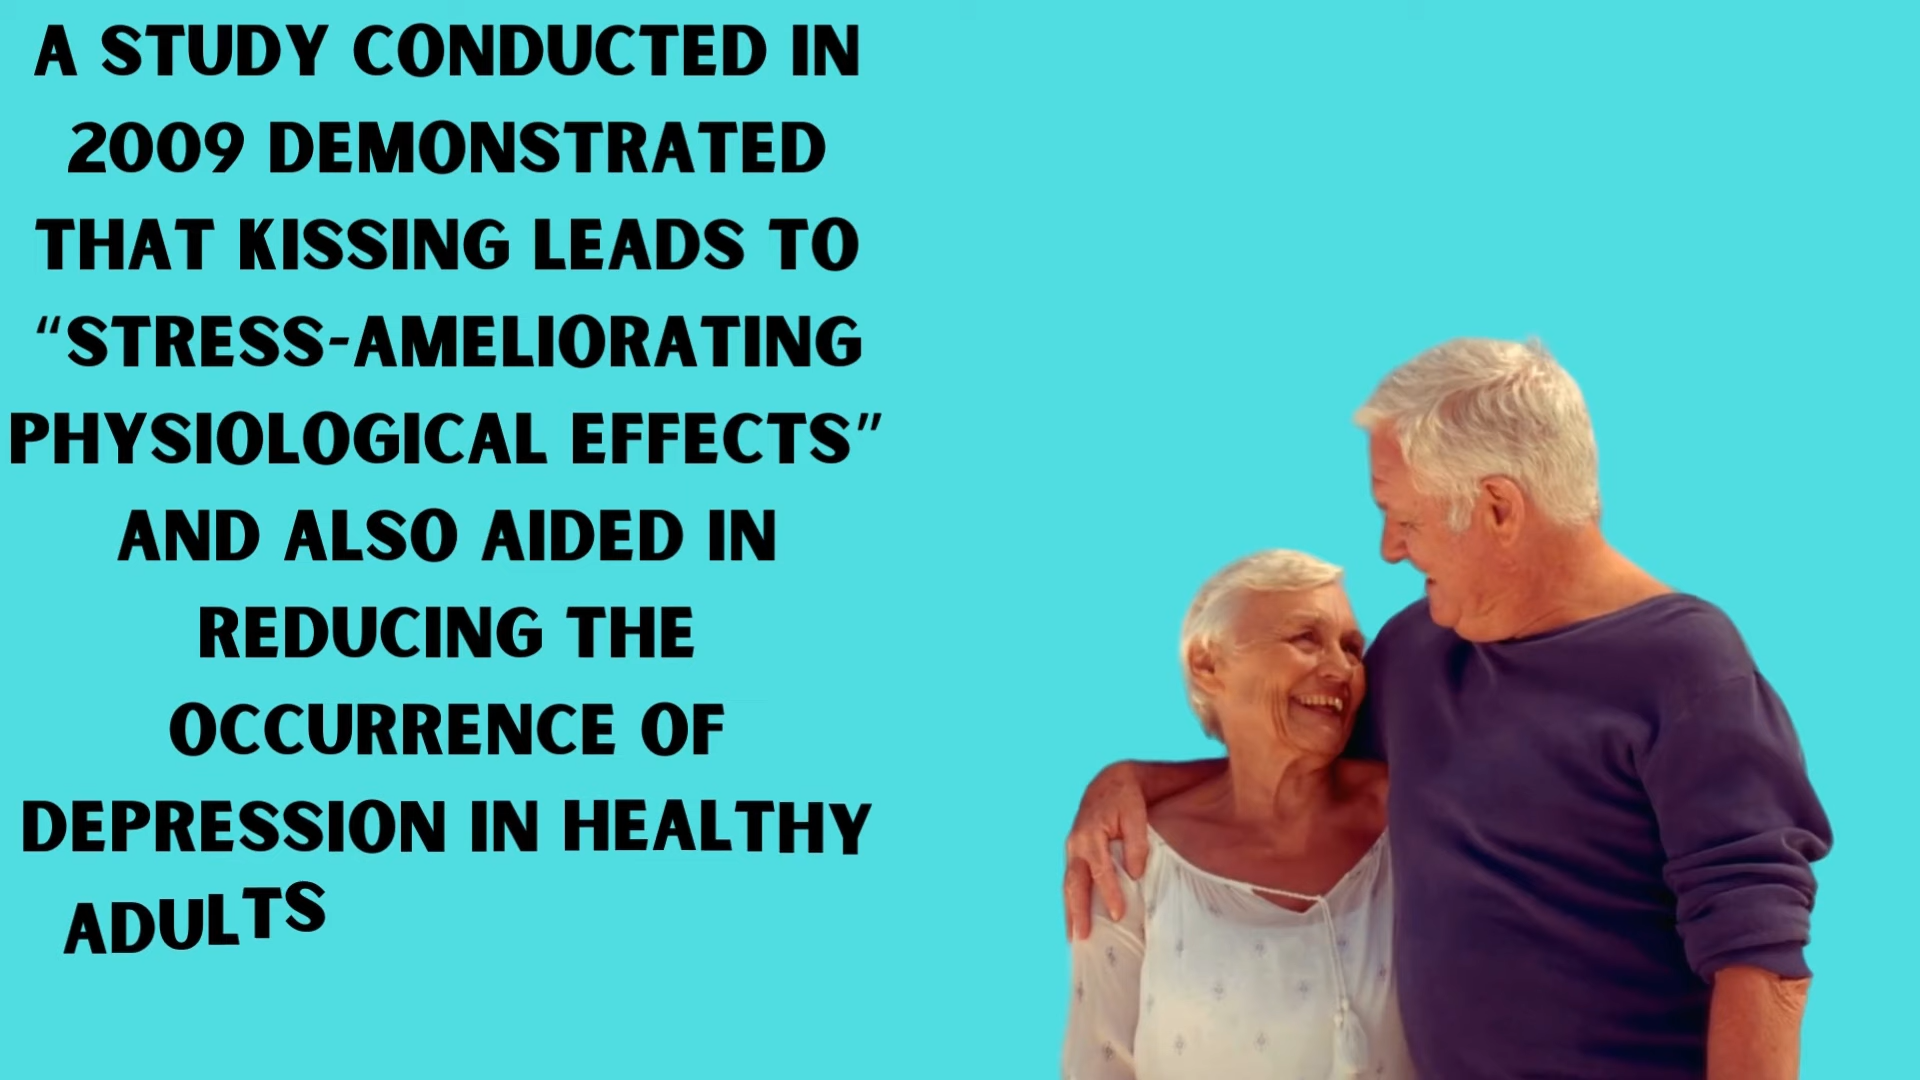 A STUDY CONDUCTED IN
2009 DEMONSTRATED
THAT KISSING LEADS TO
“STRESS-AMELIORATING
PHYSIOLOGICAL EFFECTS”
AND ALSO AIDED IN
REDUCING THE
OCCURRENCE OF
DEPRESSION IN HEALTHY
ADULTS